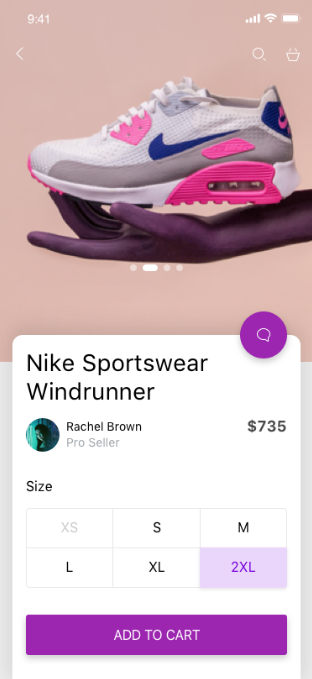 9:41
Nike Sportswear
Windrunner
Rachel Brown
$735
Pro Seller
Size
XS
S
M
L
XL
2XL
ADD TO CART